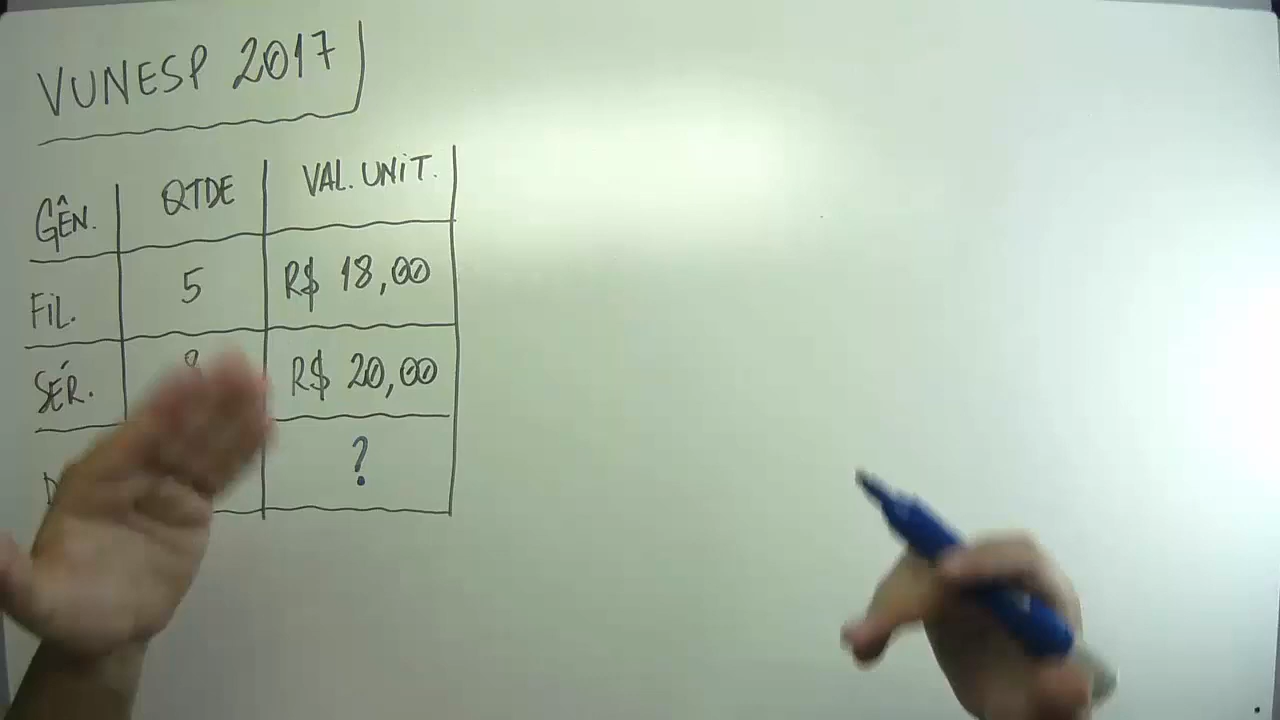 VUNESP 2017
GÊN. QTDE VAL. UNIT.
FIL. 5 R$ 18,00
SÉR. R$ 20,00
?